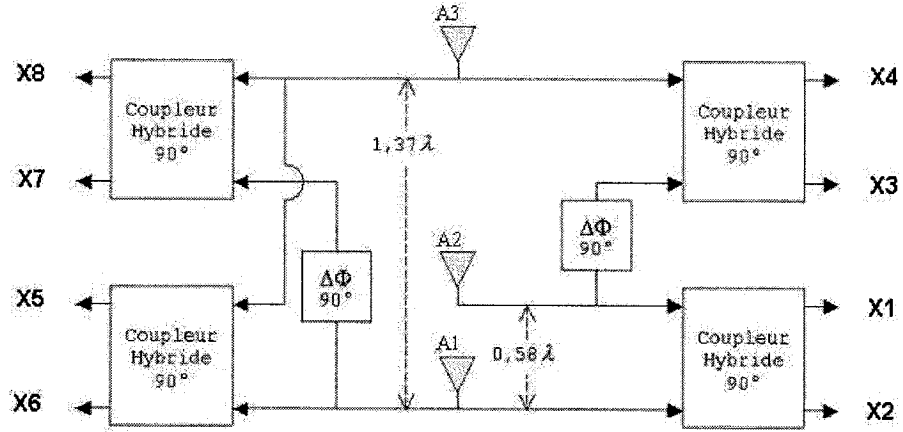 A3
X8
Coupleur
Hybride
90°
X7
1,37 λ
X4
Coupleur
Hybride
90°
X3
ΔΦ
90°
A2
ΔΦ
90°
X5
Coupleur
Hybride
90°
X6
A1
0,58 λ
X1
Coupleur
Hybride
90°
X2